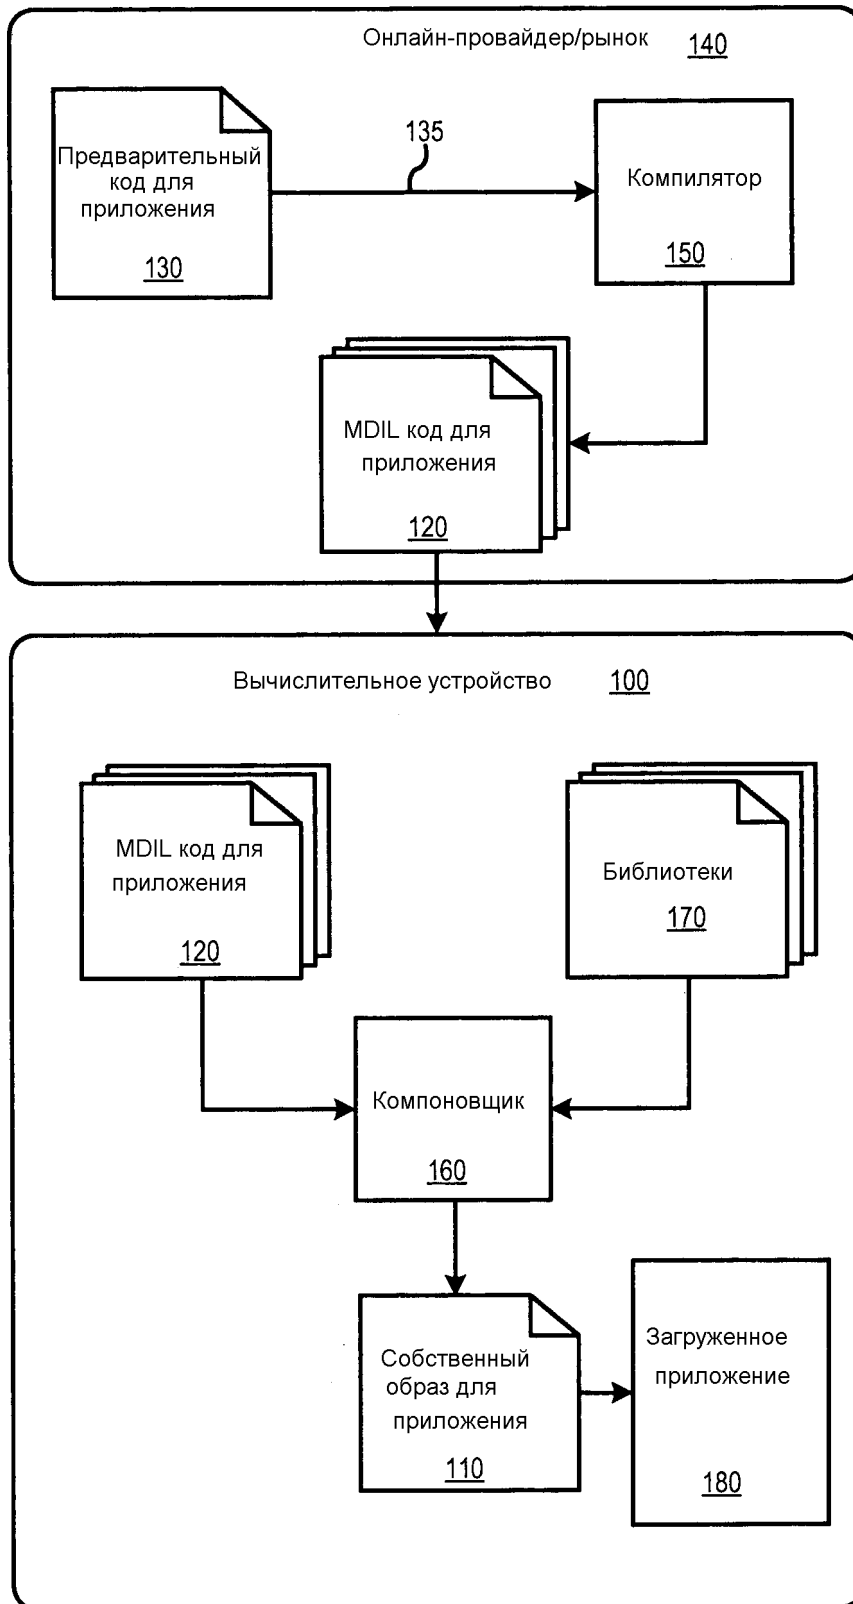 Онлайн-провайдер/рынок 140
Предварительный
код для
приложения
130
135
Компилятор
150
MDIL код для
приложения
120
Вычислительное устройство 100
MDIL код для
приложения
120
Библиотеки
170
Компоновщик
160
Собственный
образ для
приложения
110
Загруженное
приложение
180